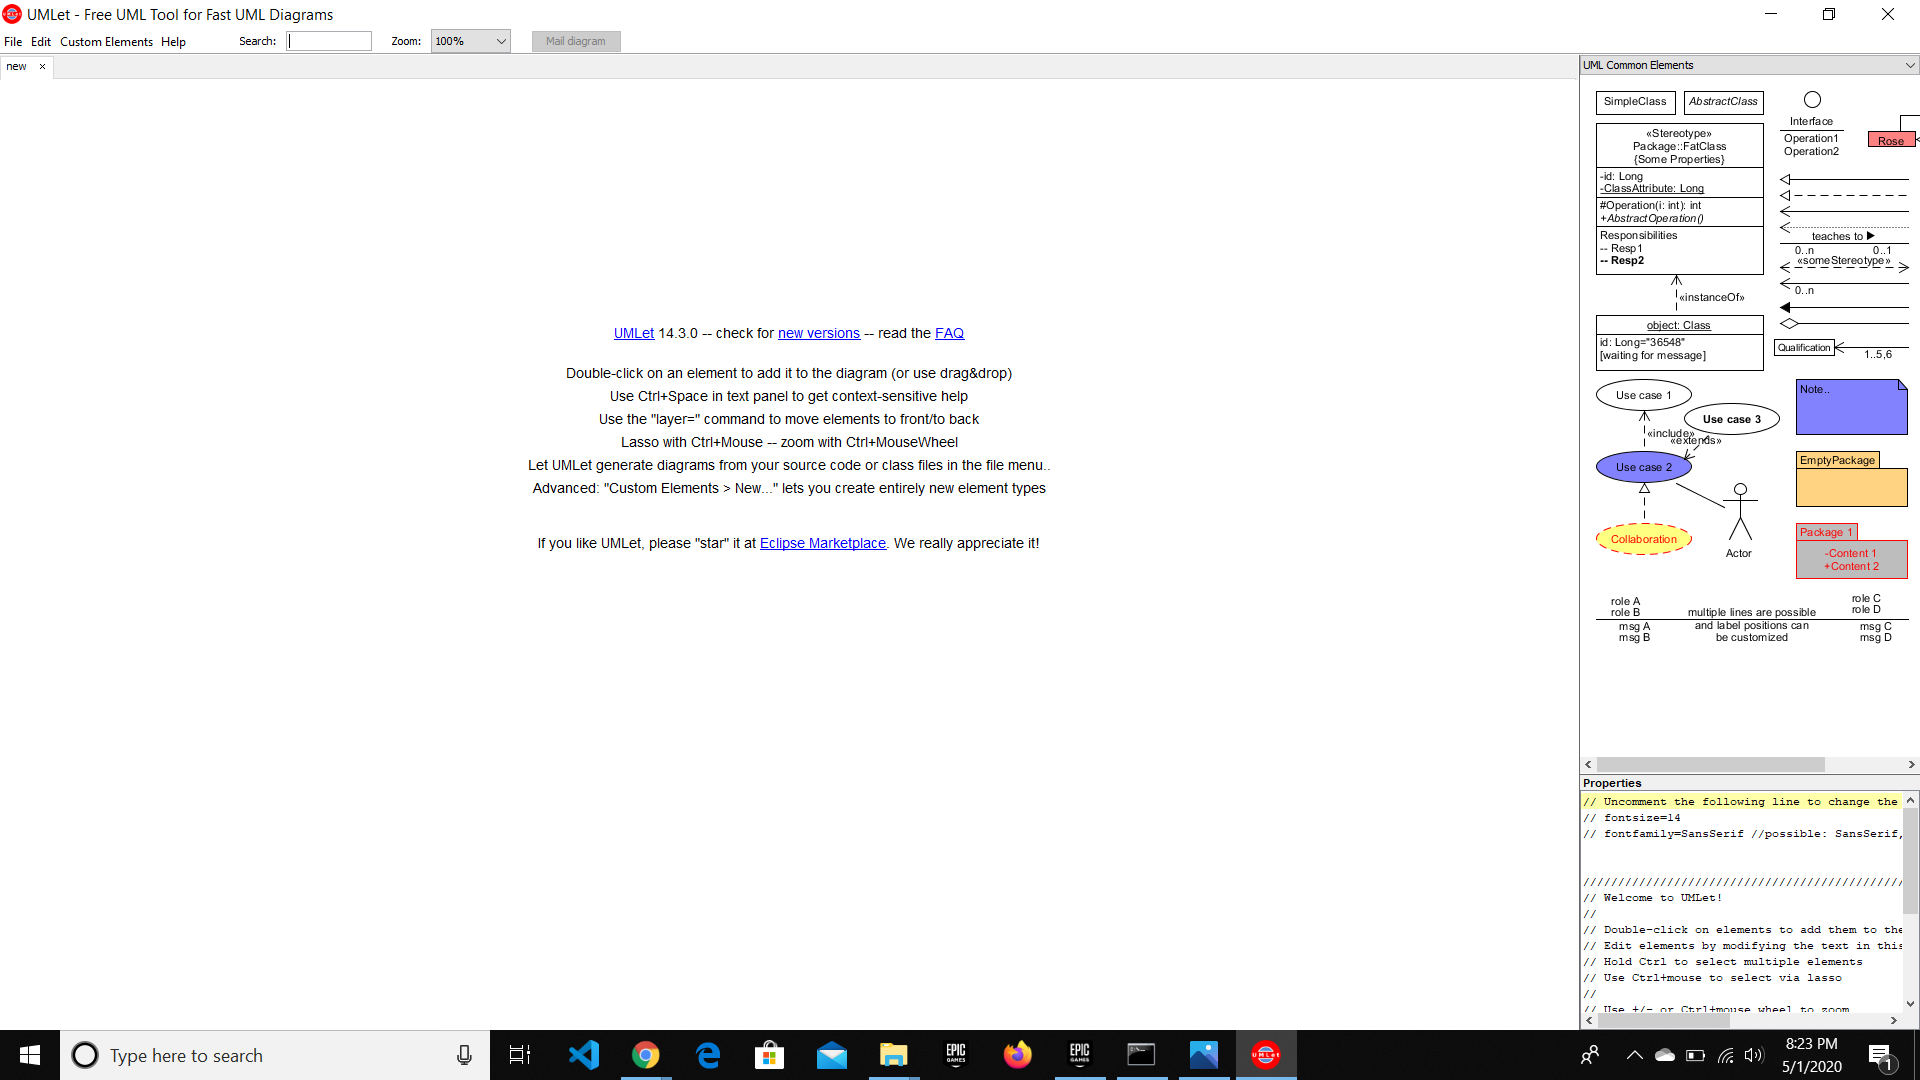 UMLet - Free UML Tool for Fast UML Diagrams
File Edit Custom Elements Help Search: Zoom: 100% Mail diagram
new ×
UMLet 14.3.0 -- check for new versions -- read the FAQ
Double-click on an element to add it to the diagram (or use drag&drop)
Use Ctrl+Space in text panel to get context-sensitive help
Use the "layer=" command to move elements to front/to back
Lasso with Ctrl+Mouse -- zoom with Ctrl+MouseWheel
Let UMLet generate diagrams from your source code or class files in the file menu..
Advanced: "Custom Elements > New..." lets you create entirely new element types
If you like UMLet, please "star" it at Eclipse Marketplace. We really appreciate it!
UML Common Elements
SimpleClass
AbstractClass
«Stereotype»
Package::FatClass
{Some Properties}
-id: Long
-ClassAttribute: Long
#Operation(i: int): int
+AbstractOperation()
Responsibilities
-- Resp1
-- Resp2
«instanceOf»
object: Class
id: Long="36548"
[waiting for message]
Interface
Operation1
Operation2
Rose
teaches to ▶
0..n 0..1
«someStereotype»
0..n
Qualification
1..5,6
Use case 1
Use case 3
«include»
«extends»
Use case 2
Collaboration
Actor
Note..
EmptyPackage
Package 1
-Content 1
+Content 2
role A
role B
msg A
msg B
multiple lines are possible
and label positions can
be customized
role C
role D
msg C
msg D
Properties
// Uncomment the following line to change the
// fontsize=14
// fontfamily=SansSerif //possible: SansSerif,
//////////////////////////////////////////////
// Welcome to UMLet!
//
// Double-click on elements to add them to the
// Edit elements by modifying the text in this
// Hold Ctrl to select multiple elements
// Use Ctrl+mouse to select via lasso
//
// Use +/- or Ctrl+mouse wheel to zoom
Type here to search
EPIC
GAMES
EPIC
GAMES
UMLet
8:23 PM
5/1/2020
1